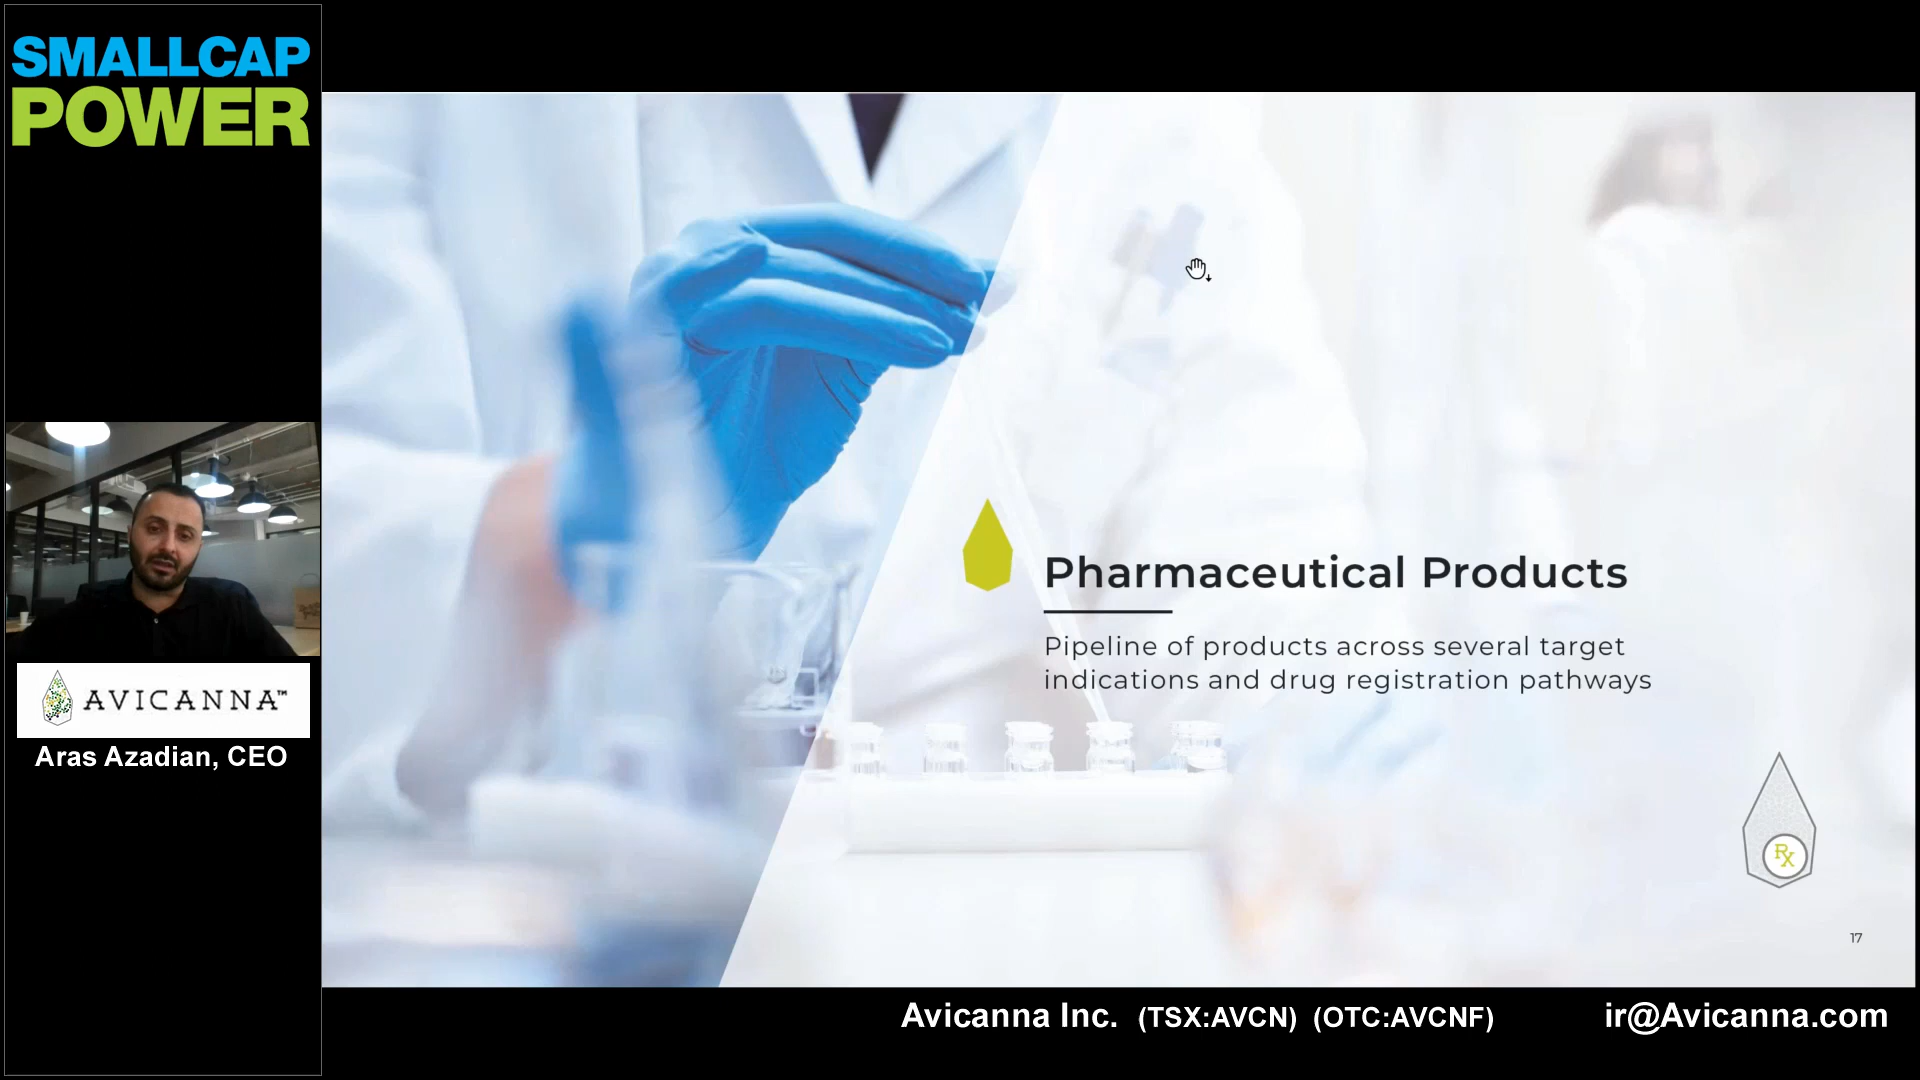 SMALLCAP
POWER
AVICANNA™
Aras Azadian, CEO
Pharmaceutical Products
Pipeline of products across several target
indications and drug registration pathways
RX
17
Avicanna Inc. (TSX:AVCN) (OTC:AVCNF)
ir@Avicanna.com